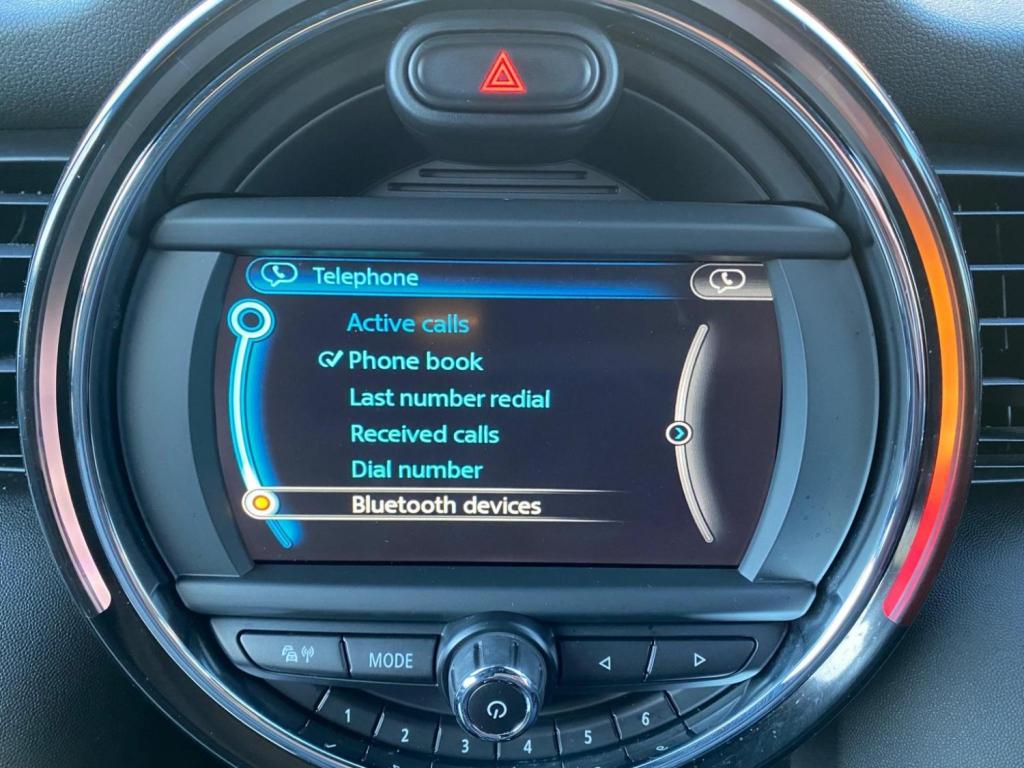 Telephone
Active calls
Phone book
Last number redial
Received calls
Dial number
Bluetooth devices
MODE
1 2 3 4 5 6